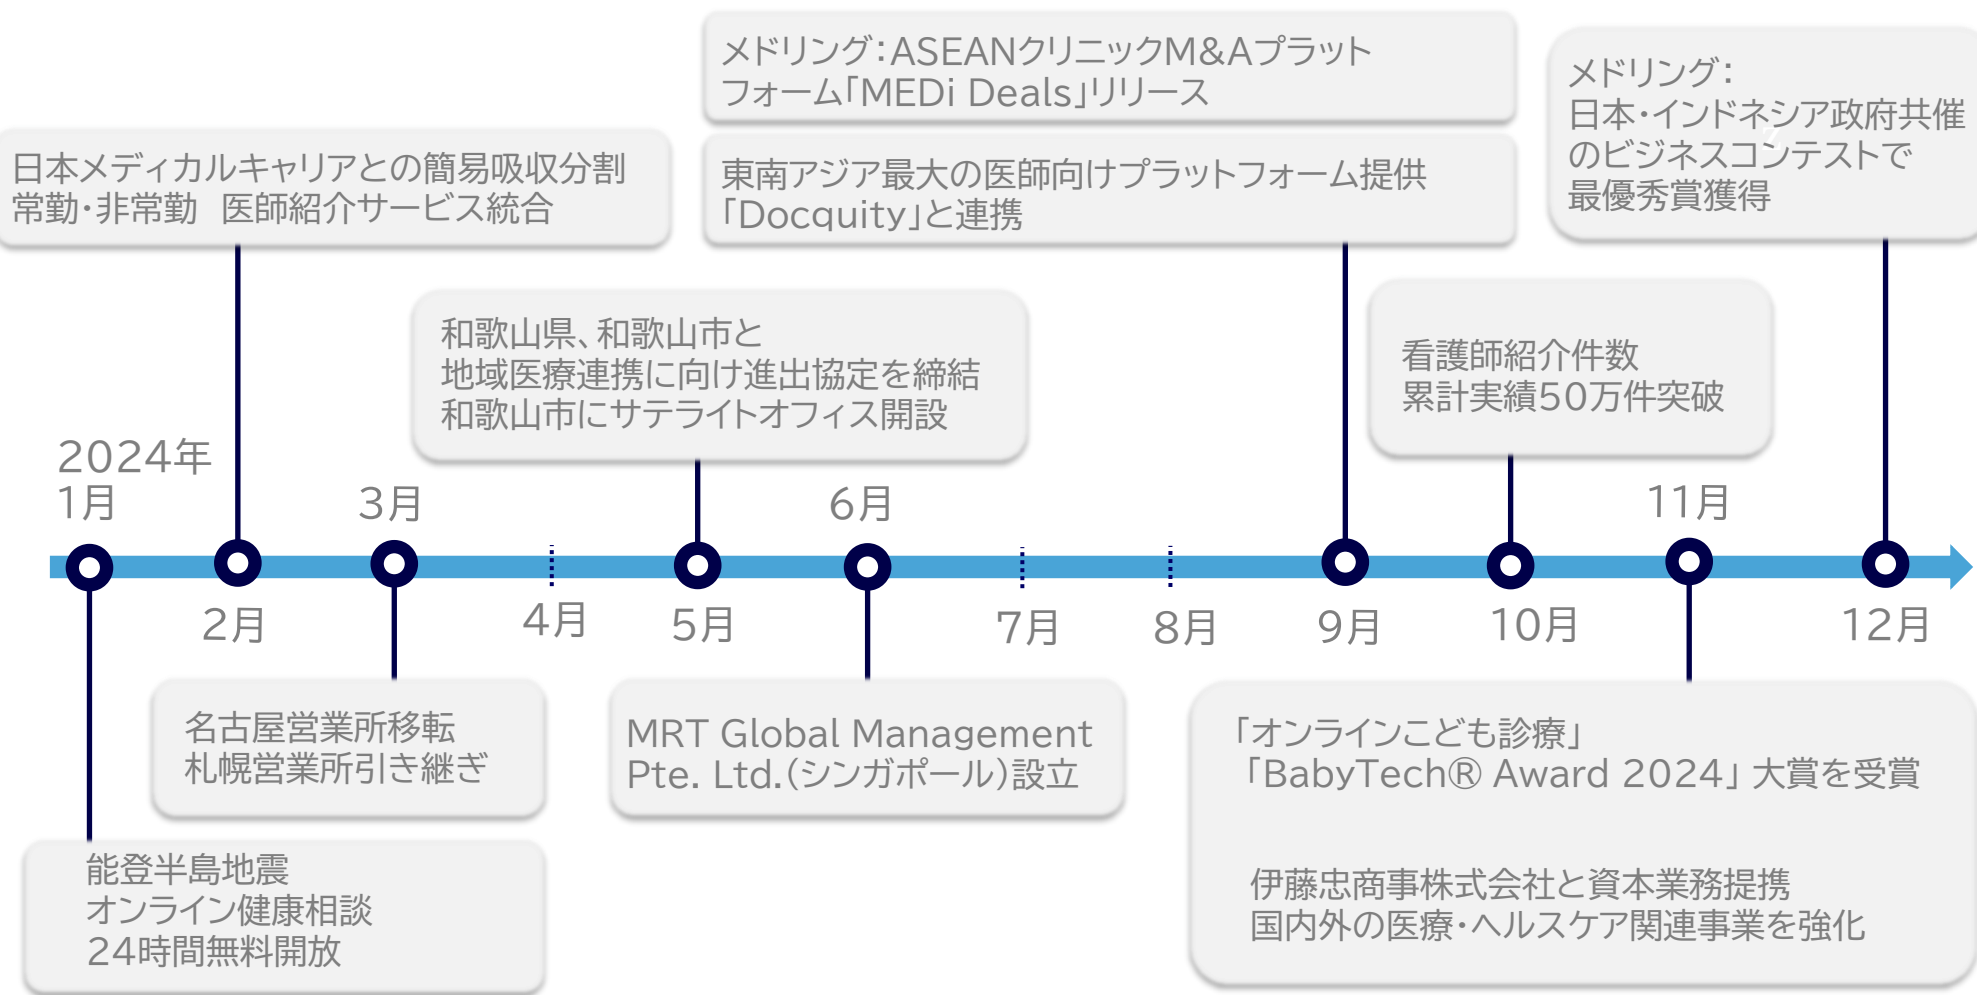 メドリング：ASEANクリニックM&Aプラット
フォーム「MEDi Deals」リリース
東南アジア最大の医師向けプラットフォーム提供
「Docquity」と連携
メドリング：
日本・インドネシア政府共催
のビジネスコンテストで
最優秀賞獲得
日本メディカルキャリアとの簡易吸収分割
常勤・非常勤　医師紹介サービス統合
和歌山県、和歌山市と
地域医療連携に向け進出協定を締結
和歌山市にサテライトオフィス開設
看護師紹介件数
累計実績50万件突破
2024年
1月
2月
3月
4月
5月
6月
7月
8月
9月
10月
11月
12月
名古屋営業所移転
札幌営業所引き継ぎ
MRT Global Management
Pte. Ltd.（シンガポール）設立
「オンラインこども診療」
「BabyTech® Award 2024」 大賞を受賞
伊藤忠商事株式会社と資本業務提携
国内外の医療・ヘルスケア関連事業を強化
能登半島地震
オンライン健康相談
24時間無料開放